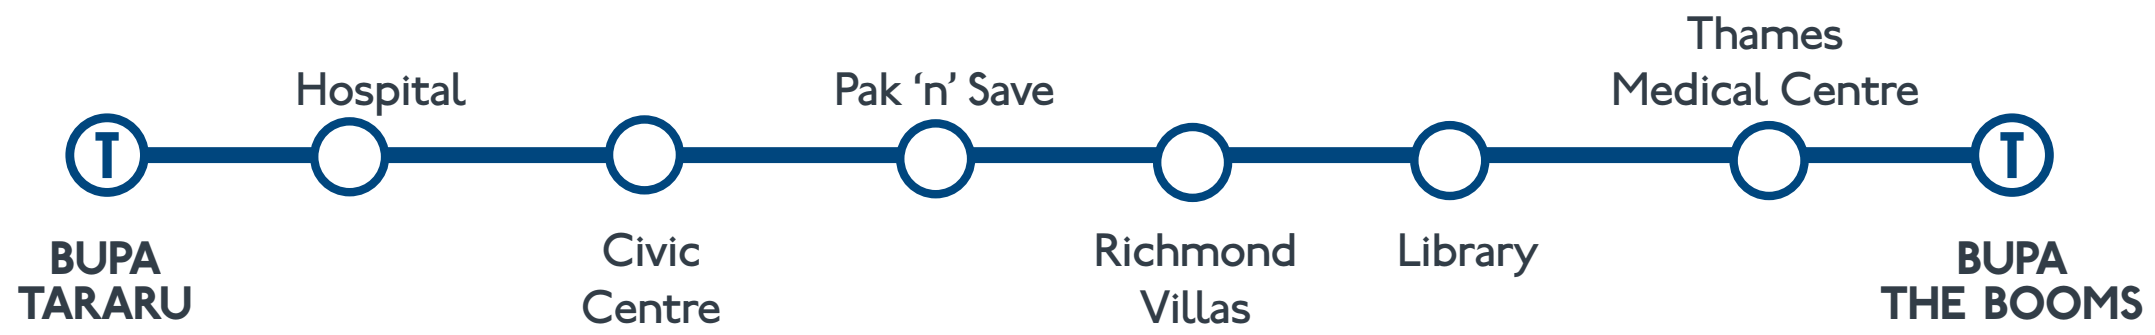 Thames
Hospital
Pak ‘n’ Save
Medical Centre
T
T
Civic
Centre
Richmond
Villas
Library
BUPA
TARARU
BUPA
THE BOOMS